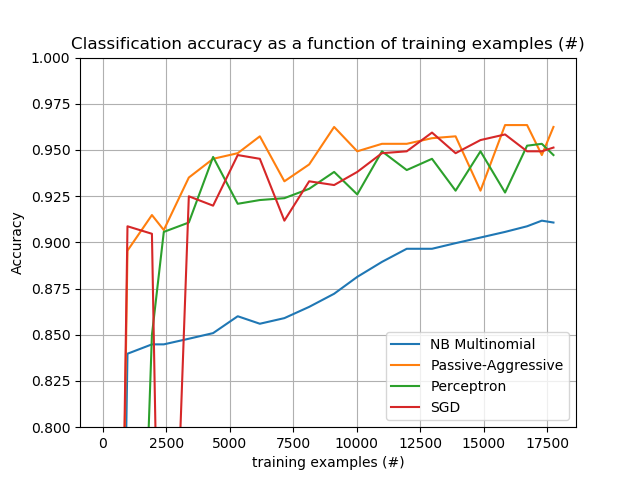 Classification accuracy as a function of training examples (#)
1.000
0.975
0.950
0.925
0.900
0.875
0.850
0.825
0.800
Accuracy
NB Multinomial
Passive-Aggressive
Perceptron
SGD
0 2500 5000 7500 10000 12500 15000 17500
training examples (#)